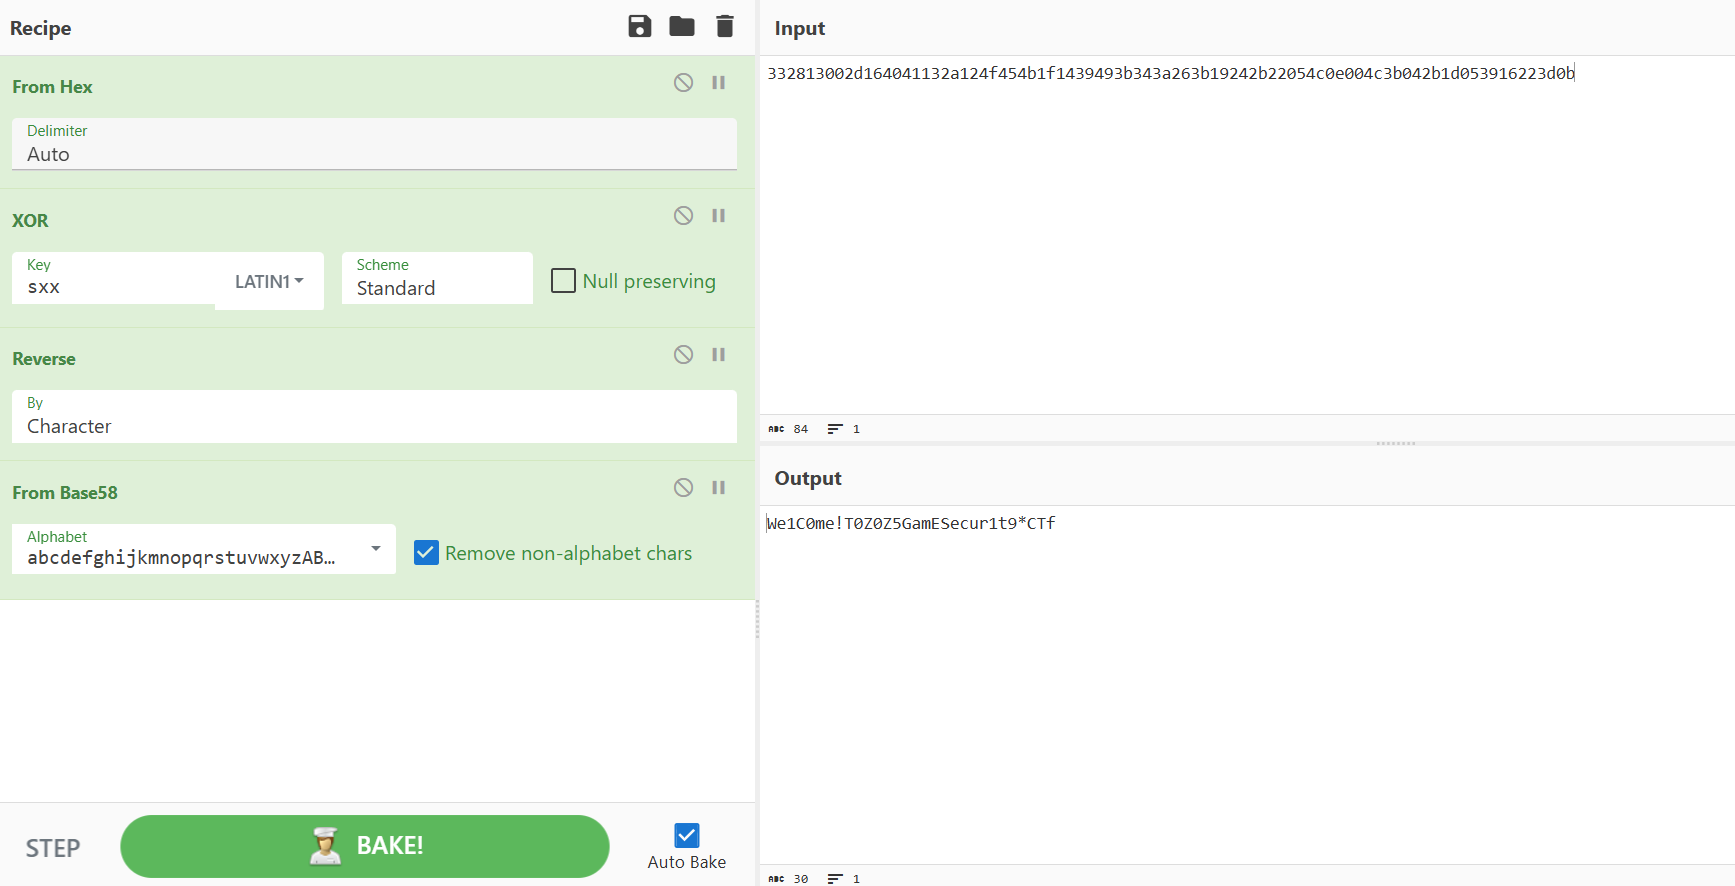 Recipe
From Hex
Delimiter
Auto
XOR
Key
sxx
LATIN1
Scheme
Standard
Null preserving
Reverse
By
Character
From Base58
Alphabet
abcdefghijkmnopqrstuvwxyzAB…
Remove non-alphabet chars
STEP
BAKE!
Auto Bake
Input
332813002d164041132a124f454b1f1439493b343a263b19242b22054c0e004c3b042b1d053916223d0b
ABC 84 1
Output
We1C0me!T0Z0Z5GamESecur1t9*CTf
ABC 30 1